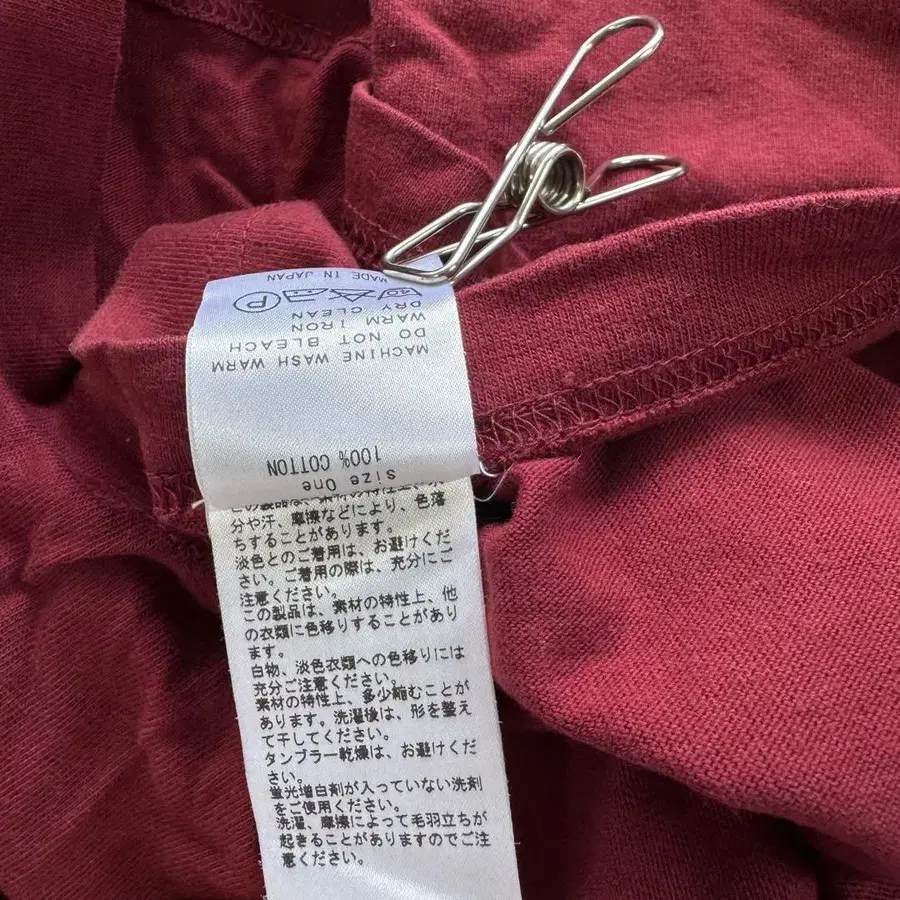 size One
100% COTTON
MACHINE WASH WARM
DO NOT BLEACH
WARM IRON
DRY CLEAN
40 P
MADE IN JAPAN
分や汗、摩擦などにより、色落
ちすることがあります。
淡色とのご着用は、お避けくだ
さい。ご着用の際は、充分にご
注意ください。
この製品は、素材の特性上、他
の衣類に色移りすることがあり
ます。
白物、淡色衣類への色移りには
充分ご注意ください。
素材の特性上、多少縮むことが
あります。洗濯後は、形を整え
て干してください。
タンブラー乾燥は、お避けくだ
さい。
蛍光増白剤が入っていない洗剤
をご使用ください。
洗濯、摩擦によって毛羽立ちが
起きることがありますのでご注
意ください。